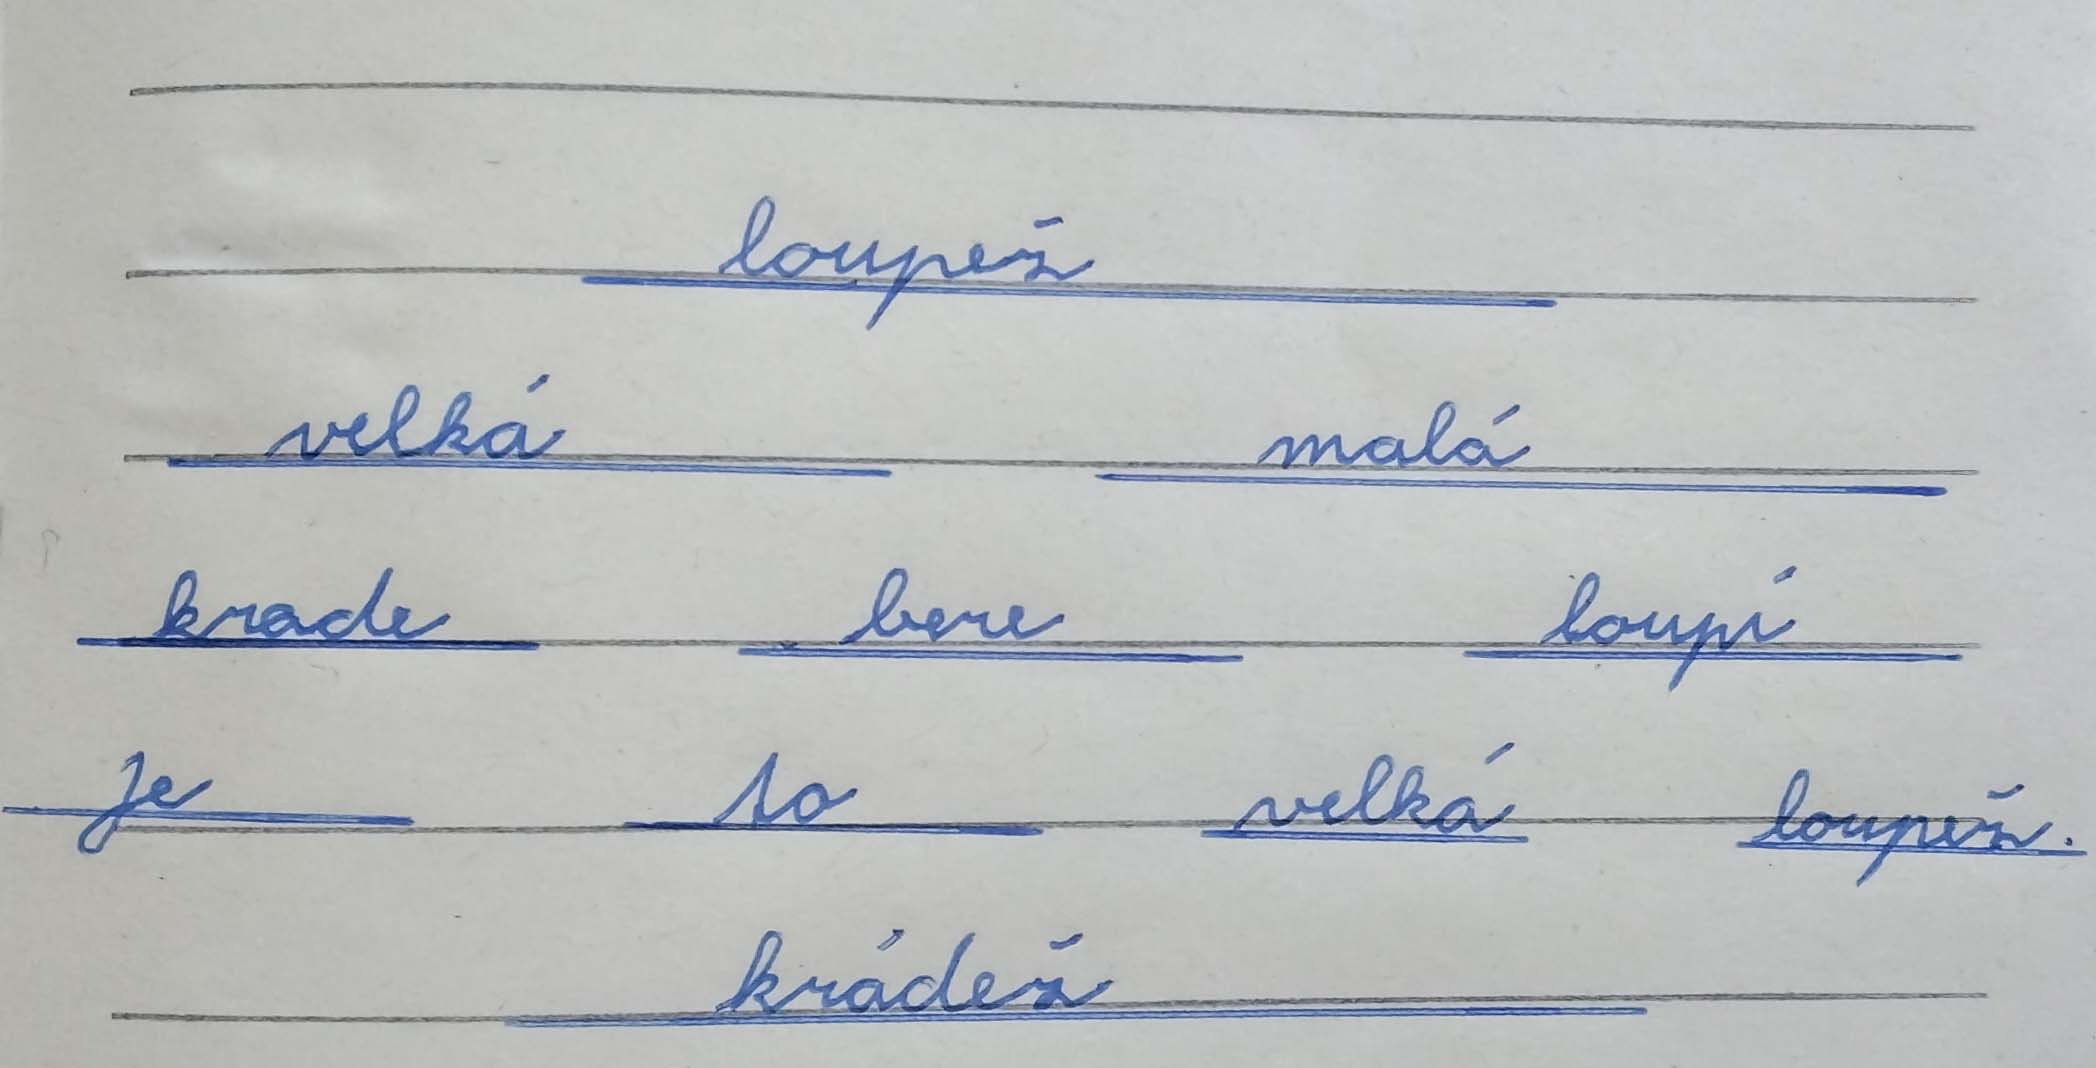 loupež
velká malá
krade bere loupí
je to velká loupež.
krádež